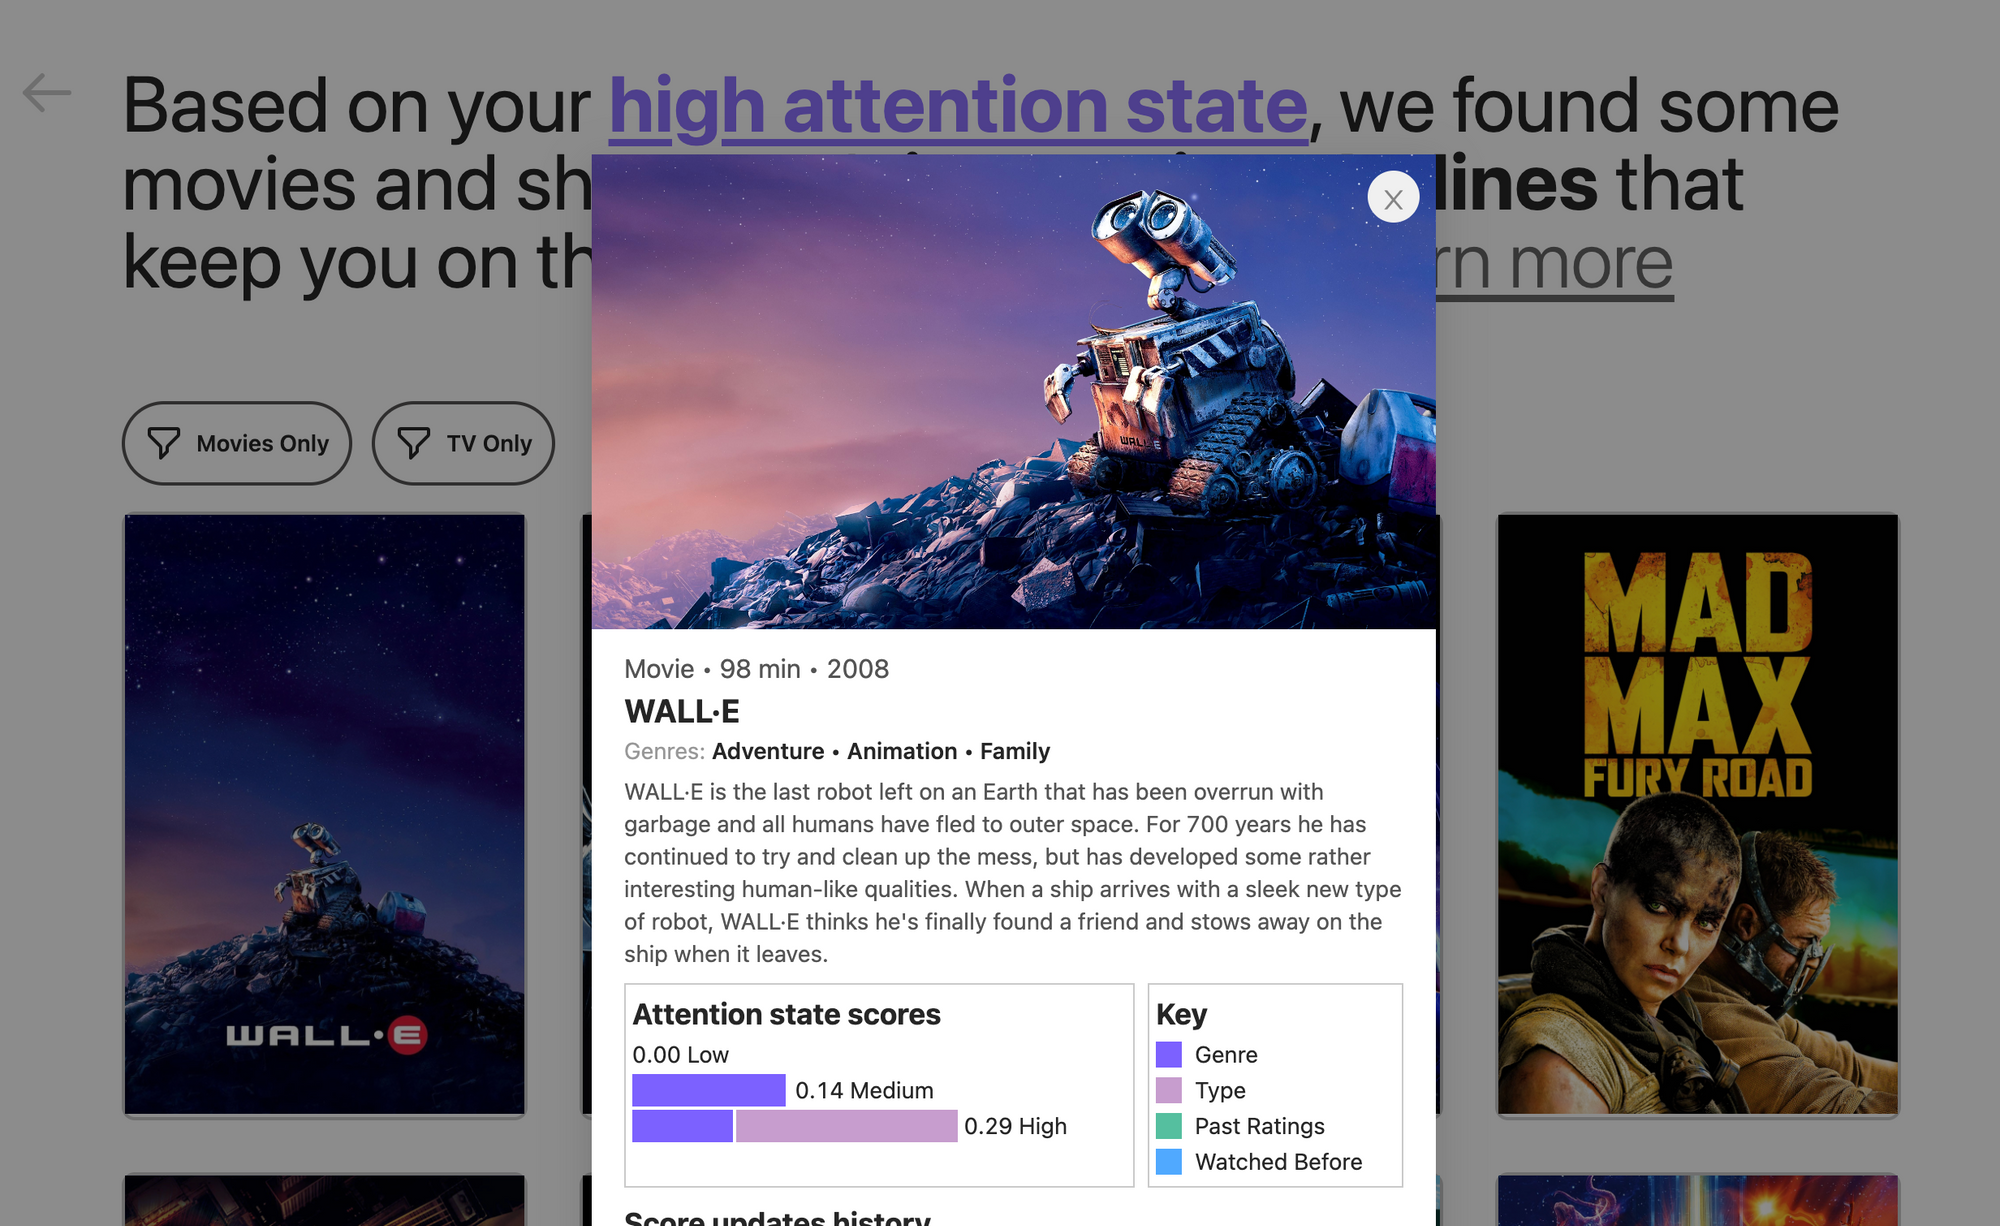 Based on your high attention state, we found some
movies and sh lines that
keep you on th rn more
Movies Only
TV Only
X
WALL·E
WALL·E
MAD
MAX
FURY ROAD
Movie • 98 min • 2008
WALL·E
Genres: Adventure • Animation • Family
WALL·E is the last robot left on an Earth that has been overrun with
garbage and all humans have fled to outer space. For 700 years he has
continued to try and clean up the mess, but has developed some rather
interesting human-like qualities. When a ship arrives with a sleek new type
of robot, WALL·E thinks he's finally found a friend and stows away on the
ship when it leaves.
Attention state scores
0.00 Low
0.14 Medium
0.29 High
Key
Genre
Type
Past Ratings
Watched Before
Score updates history